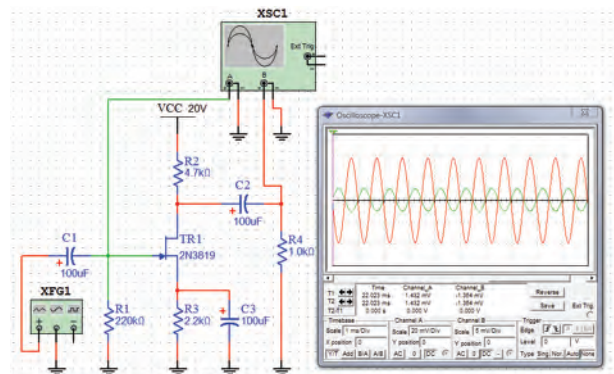 XSC1
Ext Trig
A
B
VCC 20V
R2
4.7kΩ
C2
100uF
TR1
2N3819
C1
100uF
R4
1.0kΩ
XFG1
R1
220kΩ
R3
2.2kΩ
C3
100uF
Oscilloscope-XSC1
Time Channel_A Channel_B
T1 22.023 ms 1.432 mV -1.354 mV
T2 22.023 ms 1.432 mV -1.354 mV
T2-T1 0.000 s 0.000 V 0.000 V
Reverse
Save
Ext Trig
Timebase Channel A Channel B Trigger
Scale 1 ms/Div Scale 20 mV/Div Scale 5 mV/Div Edge
X position 0 Y position 0 Y position 0 Level 0 V
Y/T Add B/A A/B AC 0 DC AC 0 DC - Type Sing. Nor. Auto None